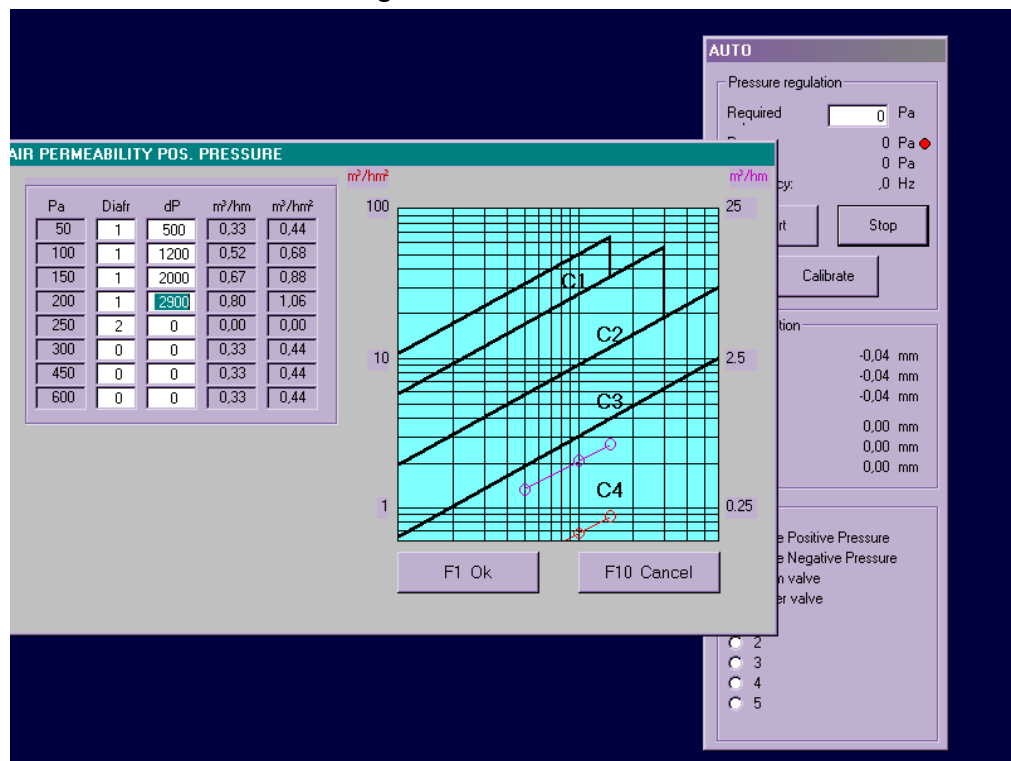 AUTO
Pressure regulation
Required 0 Pa
0 Pa
0 Pa
cy: ,0 Hz
rt Stop
Calibrate
tion
-0,04 mm
-0,04 mm
-0,04 mm
0,00 mm
0,00 mm
0,00 mm
e Positive Pressure
e Negative Pressure
n valve
er valve
2
3
4
5
AIR PERMEABILITY POS. PRESSURE
Pa Diafr dP m³/hm m³/hm²
50 1 500 0,33 0,44
100 1 1200 0,52 0,68
150 1 2000 0,67 0,88
200 1 2900 0,80 1,06
250 2 0 0,00 0,00
300 0 0 0,33 0,44
450 0 0 0,33 0,44
600 0 0 0,33 0,44
m³/hm² m³/hm
100 25
C1
C2
10 2.5
C3
C4
1 0.25
F1 Ok F10 Cancel